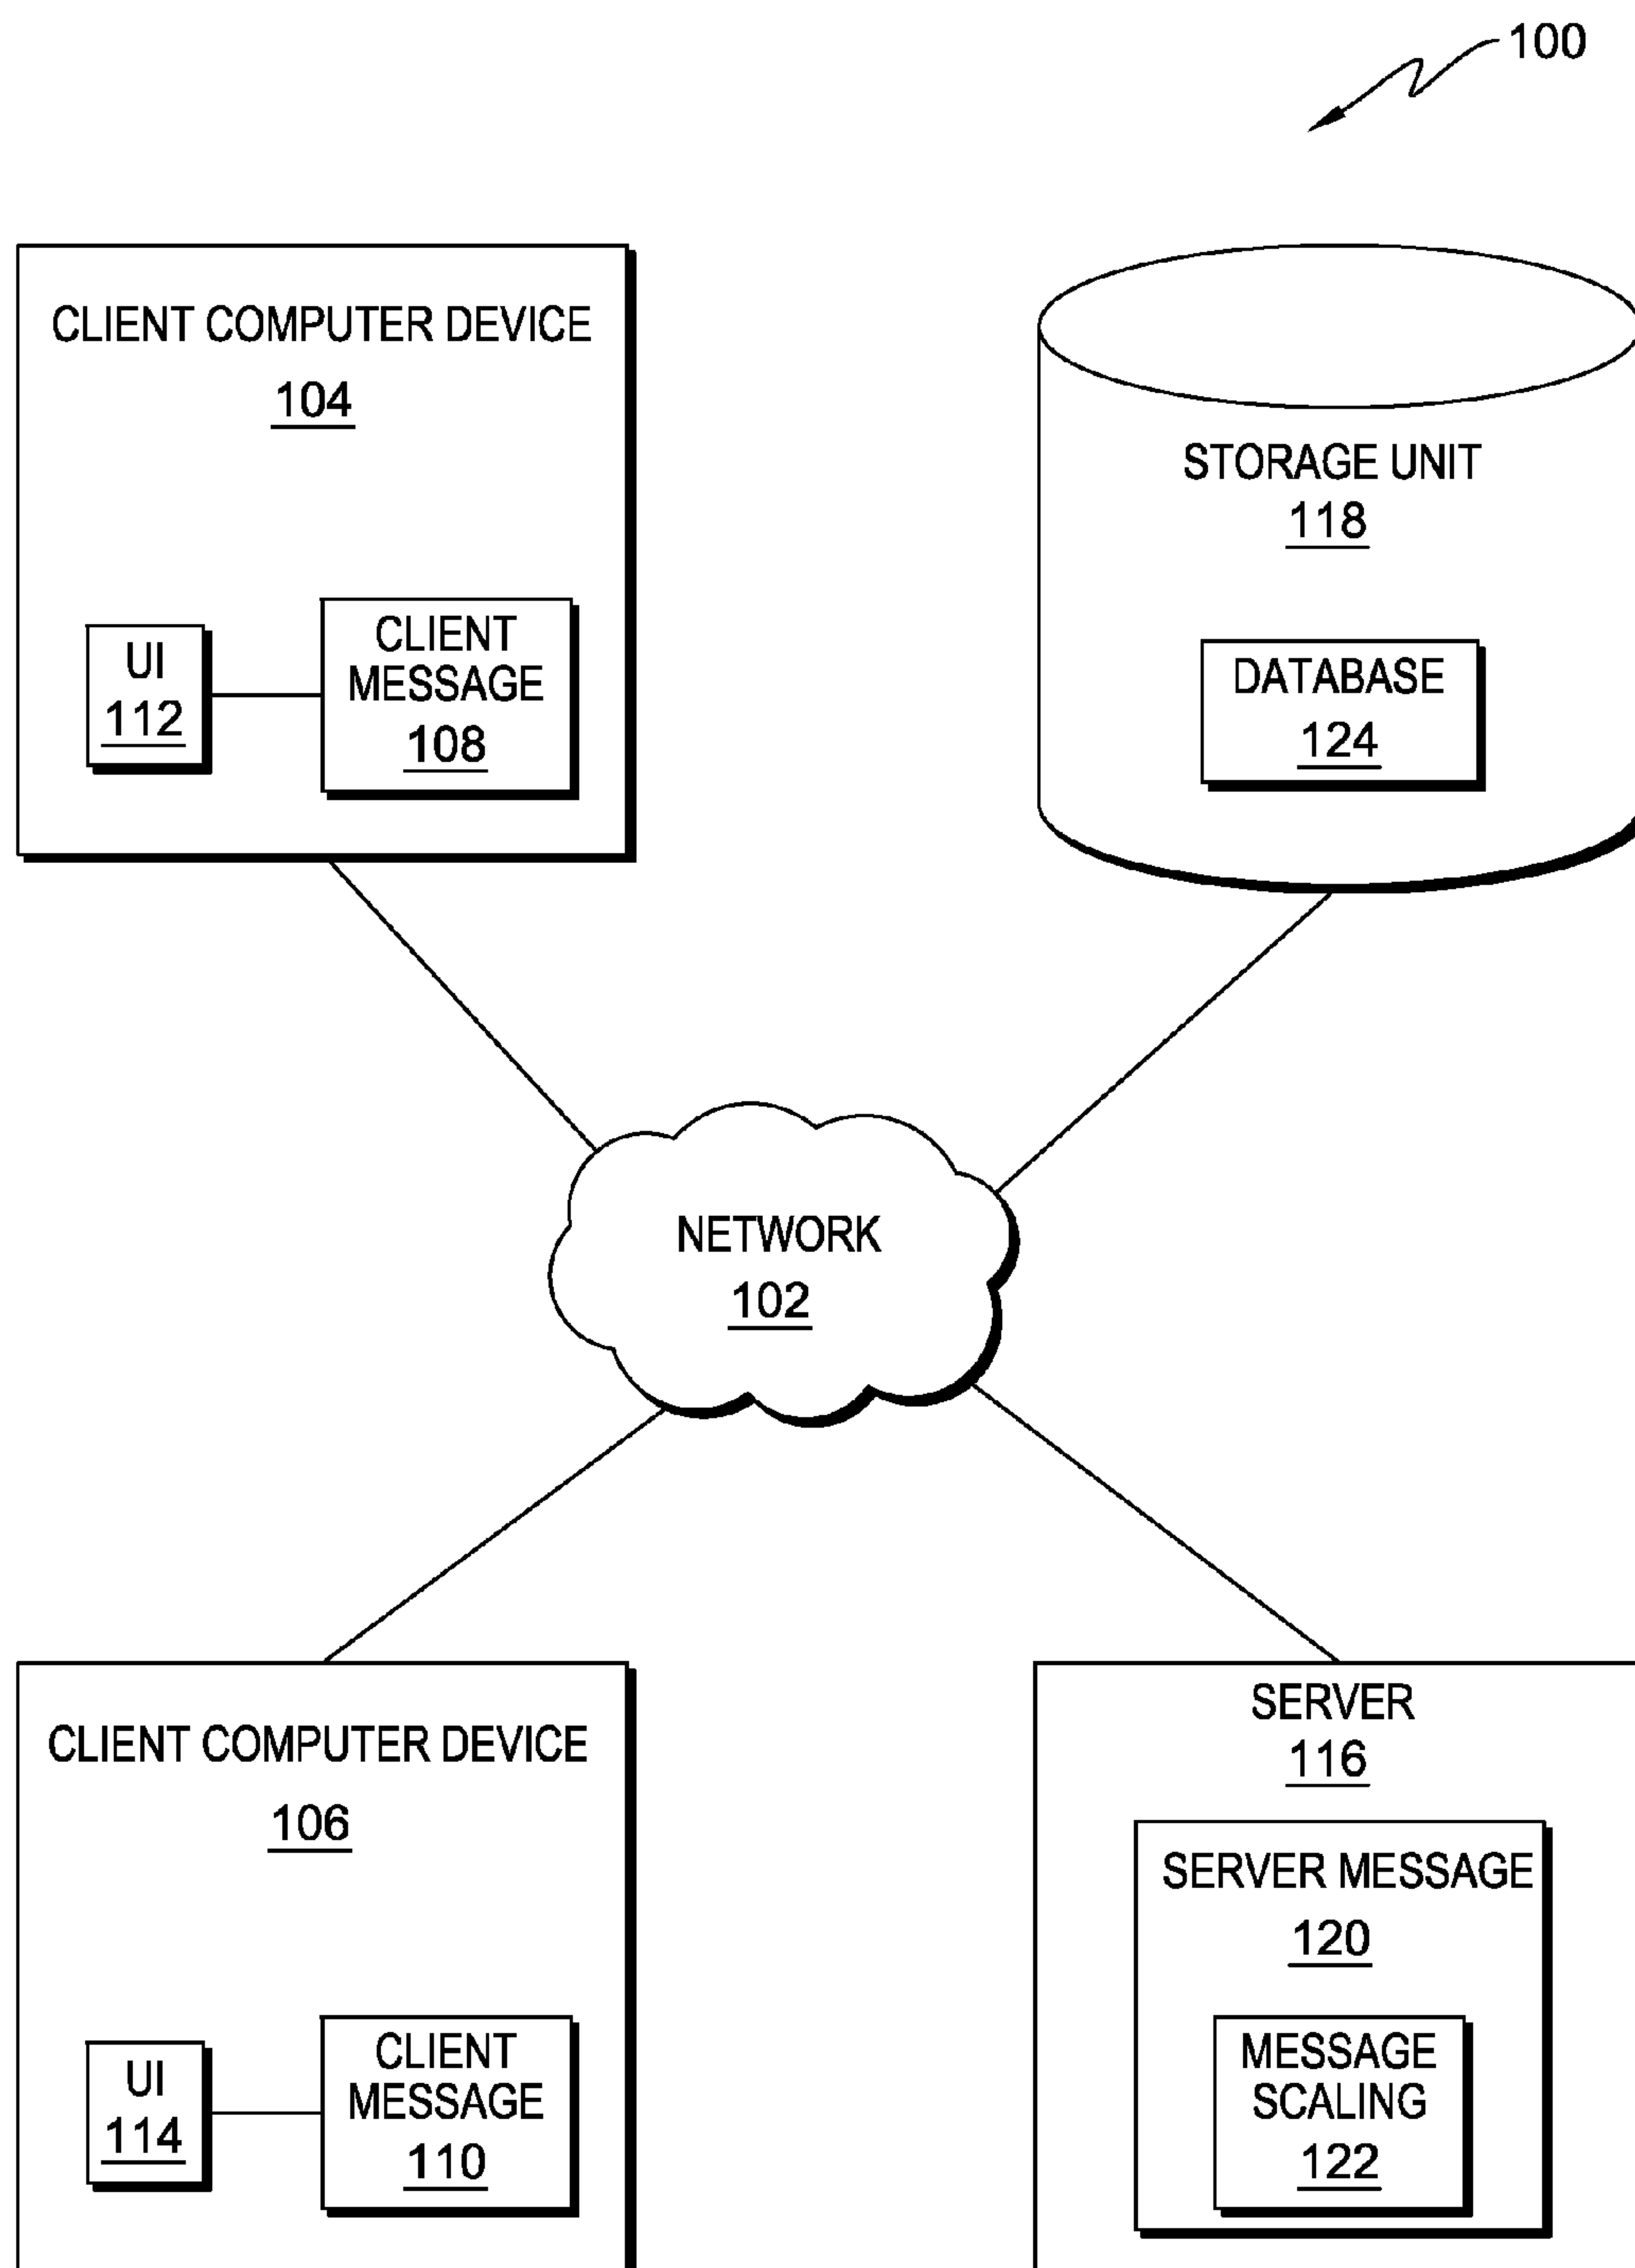 100
CLIENT COMPUTER DEVICE
104
UI
112
CLIENT
MESSAGE
108
STORAGE UNIT
118
DATABASE
124
NETWORK
102
CLIENT COMPUTER DEVICE
106
UI
114
CLIENT
MESSAGE
110
SERVER
116
SERVER MESSAGE
120
MESSAGE
SCALING
122